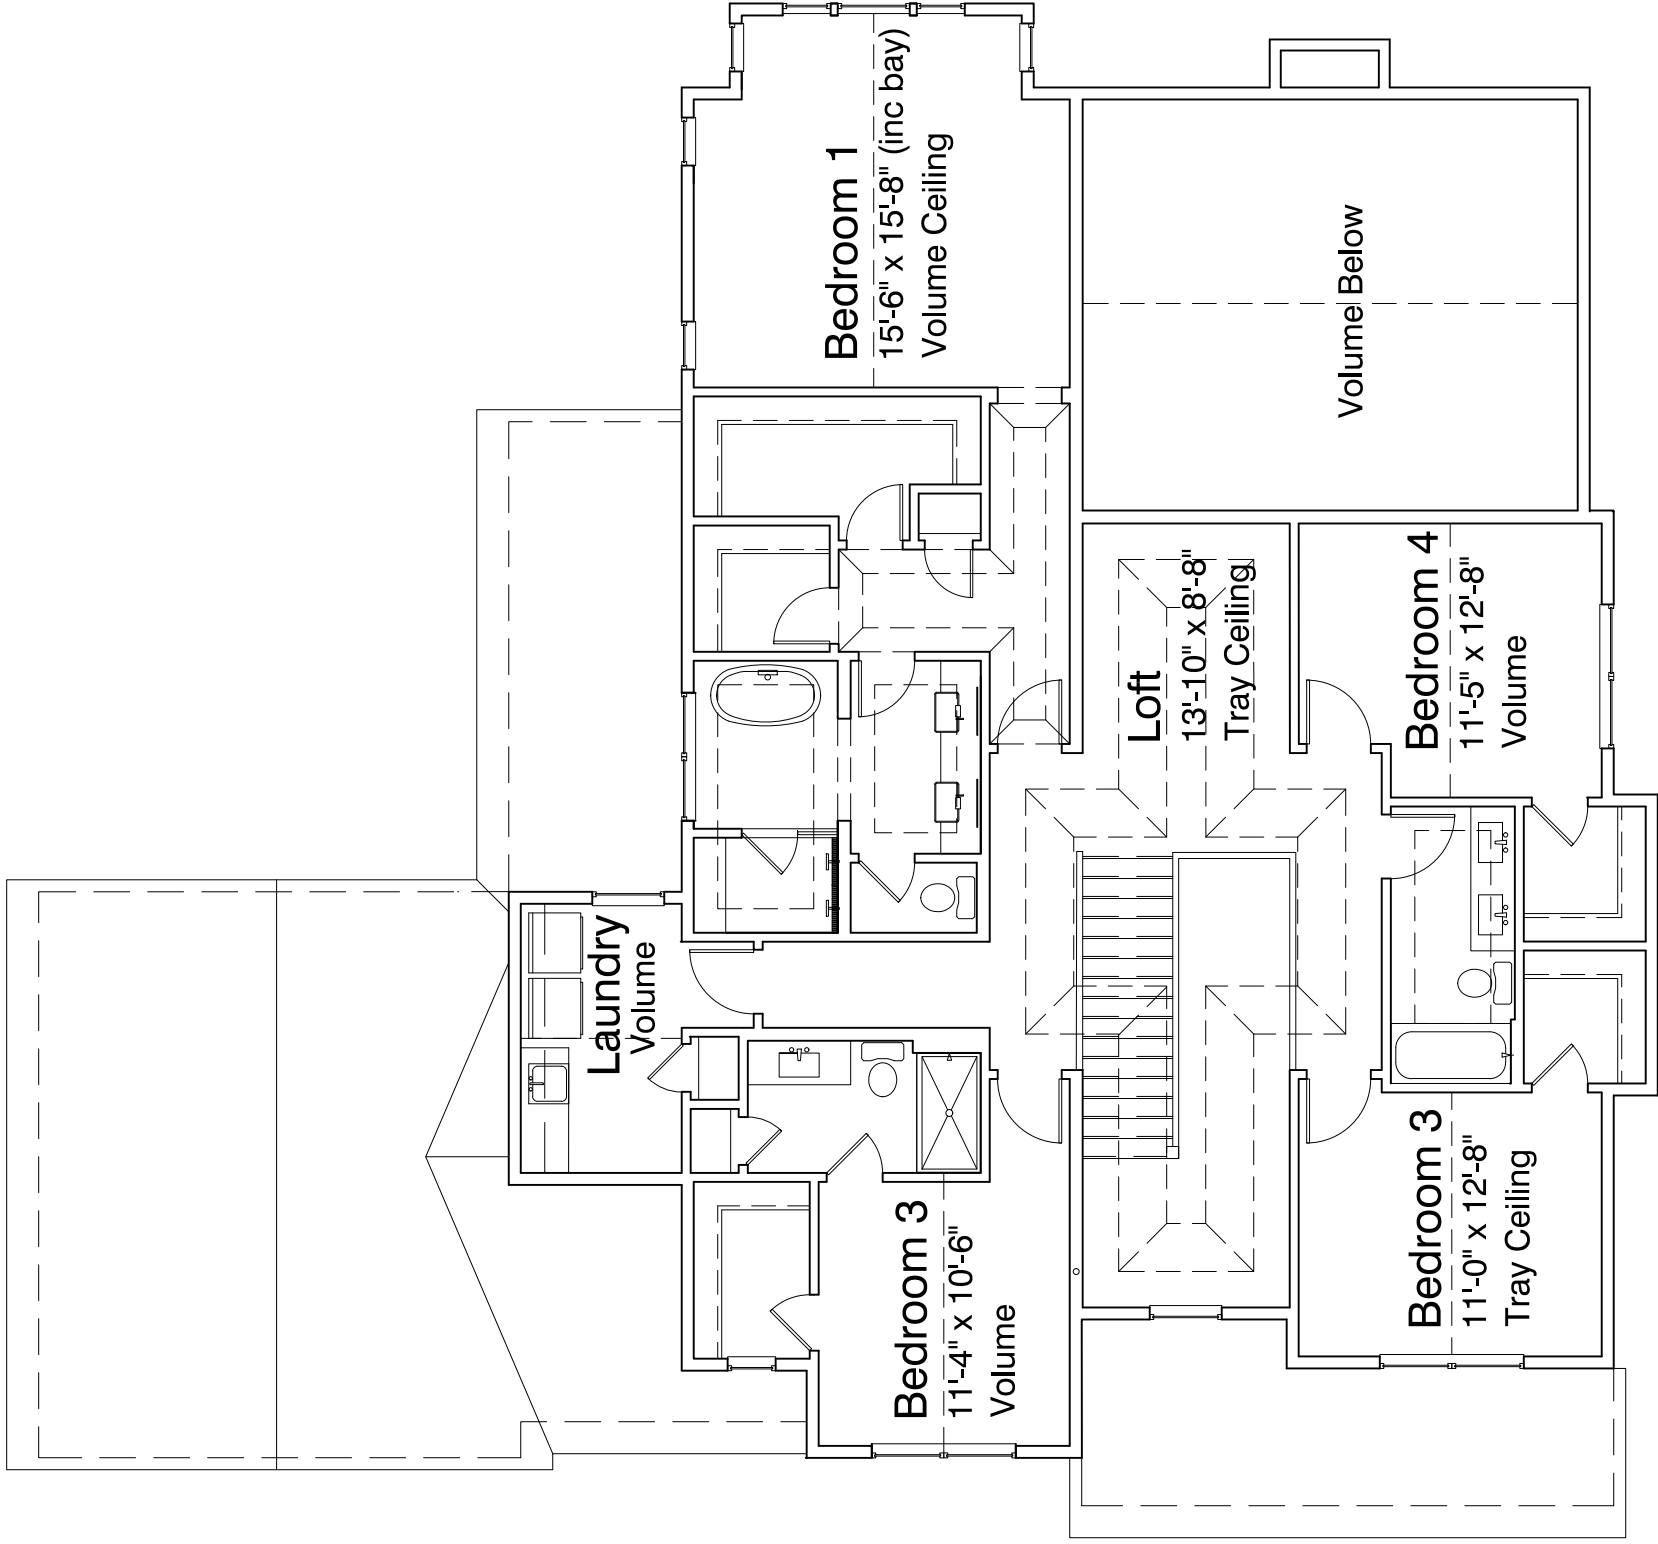 Bedroom 1
15'-6" x 15'-8" (inc bay)
Volume Ceiling
Volume Below
Loft
13'-10" x 8'-8"
Tray Ceiling
Bedroom 4
11'-5" x 12'-8"
Volume
Laundry
Volume
Bedroom 3
11'-4" x 10'-6"
Volume
Bedroom 3
11'-0" x 12'-8"
Tray Ceiling